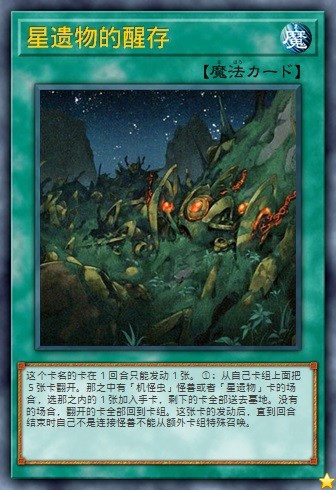 星遗物的醒存
魔
【魔法カード】
这个卡名的卡在１回合只能发动１张。①：从自己卡组上面把
５张卡翻开。那之中有「机怪虫」怪兽或者「星遗物」卡的场
合，选那之内的１张加入手卡，剩下的卡全部送去墓地。没有
的场合，翻开的卡全部回到卡组。这张卡的发动后，直到回合
结束时自己不是连接怪兽不能从额外卡组特殊召唤。